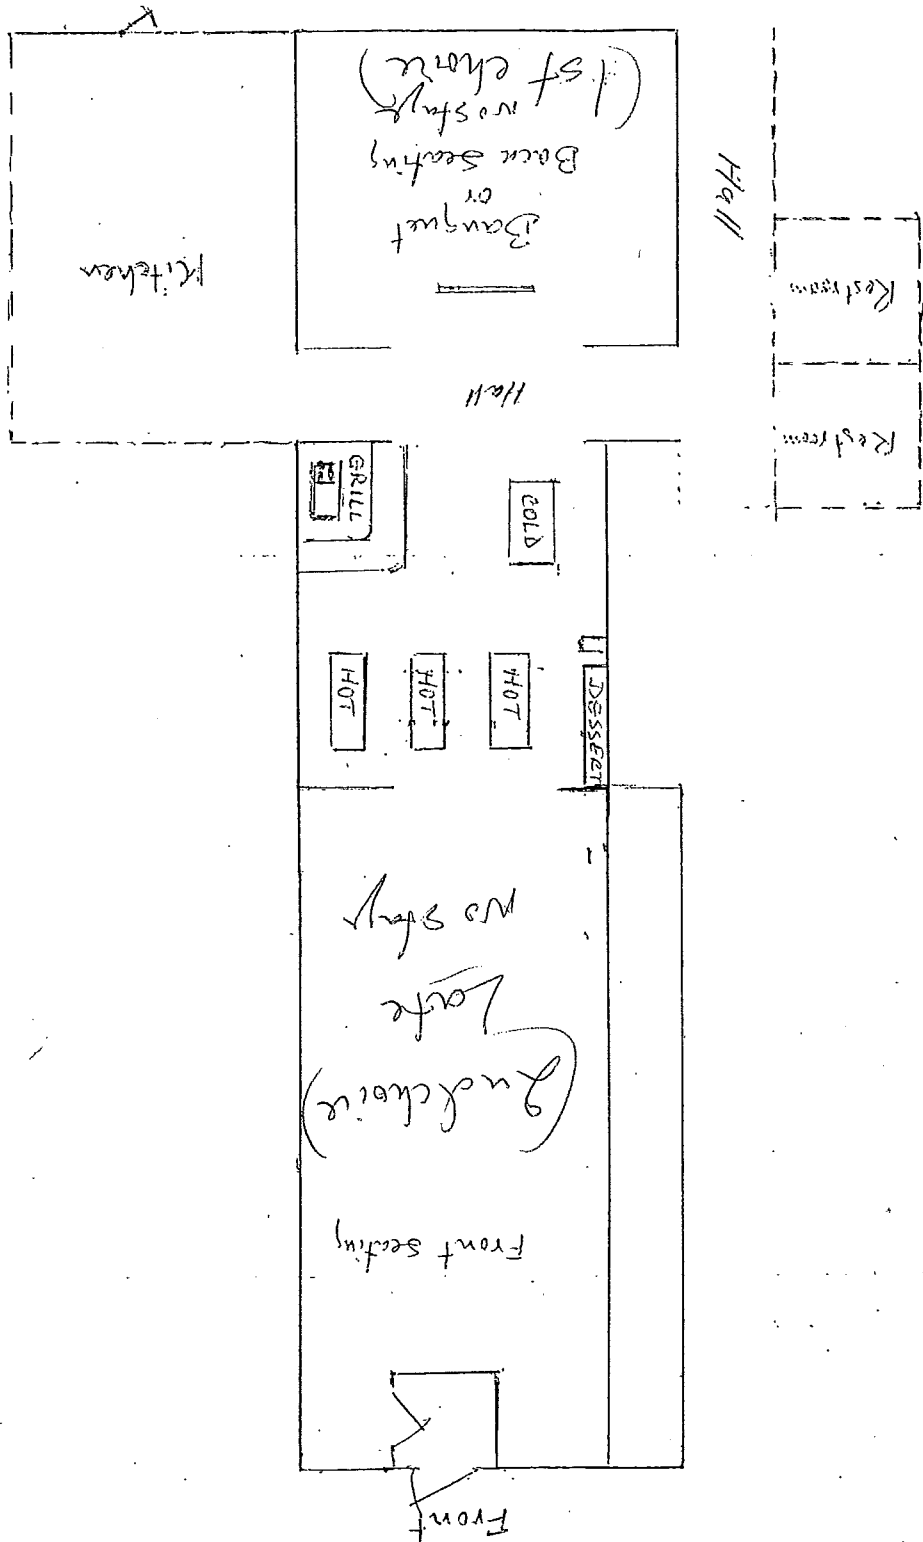 Front
Front Seating
(2nd choice)
Late
No Stage
DESSERT
HOT
HOT
HOT
COLD
GRILL
Restroom
Hall
Restroom
Kitchen
Banquet
or
Back Seating
No Stage
(1st choice)
Hall